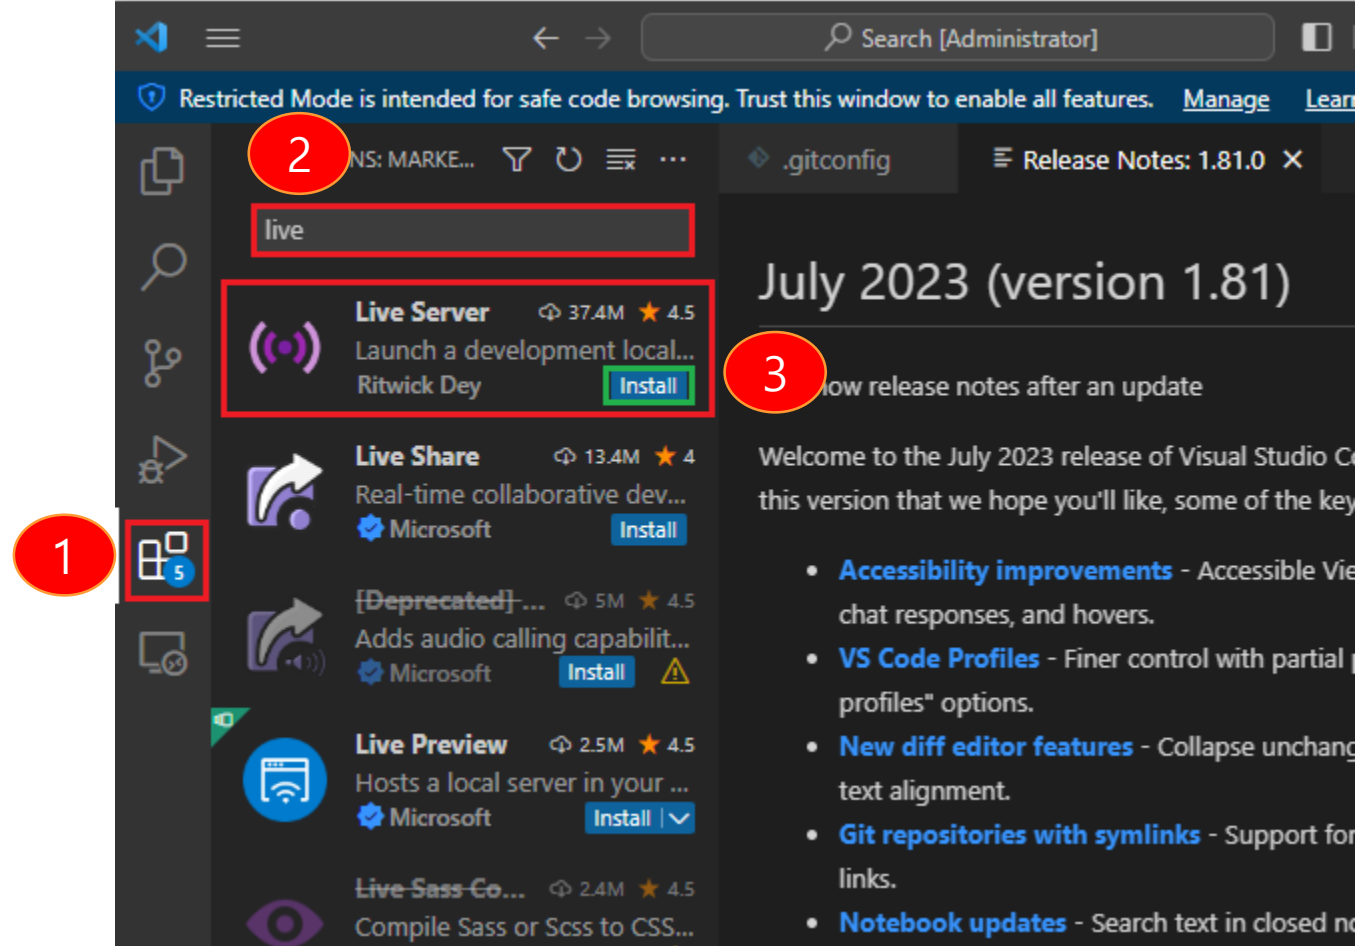 Search [Administrator]
Restricted Mode is intended for safe code browsing. Trust this window to enable all features. Manage Learn
2
NS: MARKE...
.gitconfig
Release Notes: 1.81.0
live
Live Server 37.4M 4.5
Launch a development local...
Ritwick Dey Install
3
Live Share 13.4M 4
Real-time collaborative dev...
Microsoft Install
1
5
[Deprecated] ... 5M 4.5
Adds audio calling capabilit...
Microsoft Install
Live Preview 2.5M 4.5
Hosts a local server in your ...
Microsoft Install
Live Sass Co... 2.4M 4.5
Compile Sass or Scss to CSS...
July 2023 (version 1.81)
ow release notes after an update
Welcome to the July 2023 release of Visual Studio Co
this version that we hope you'll like, some of the key
• Accessibility improvements - Accessible Vie
chat responses, and hovers.
• VS Code Profiles - Finer control with partial
profiles" options.
• New diff editor features - Collapse unchang
text alignment.
• Git repositories with symlinks - Support for
links.
• Notebook updates - Search text in closed no